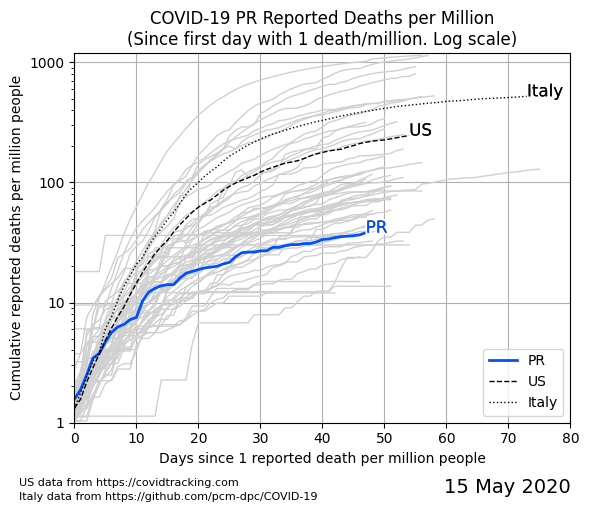 COVID-19 PR Reported Deaths per Million
(Since first day with 1 death/million. Log scale)
Cumulative reported deaths per million people
1000
100
10
1
Italy
US
PR
PR
US
Italy
0 10 20 30 40 50 60 70 80
Days since 1 reported death per million people
US data from https://covidtracking.com
Italy data from https://github.com/pcm-dpc/COVID-19
15 May 2020